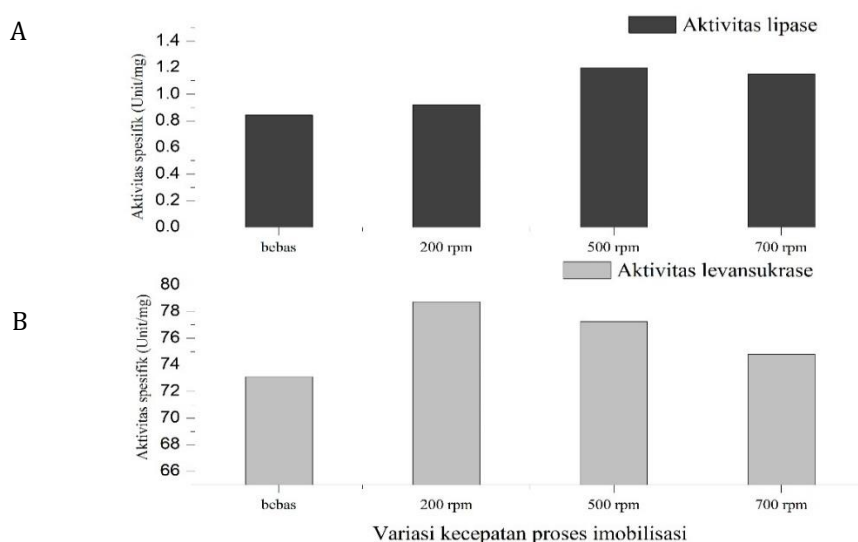 A
Aktivitas lipase
Aktivitas spesifik (Unit/mg)
1.4
1.2
1.0
0.8
0.6
0.4
0.2
0.0
bebas 200 rpm 500 rpm 700 rpm
B
Aktivitas levansukrase
Aktivitas spesifik (Unit/mg)
80
78
76
74
72
70
68
66
bebas 200 rpm 500 rpm 700 rpm
Variasi kecepatan proses imobilisasi